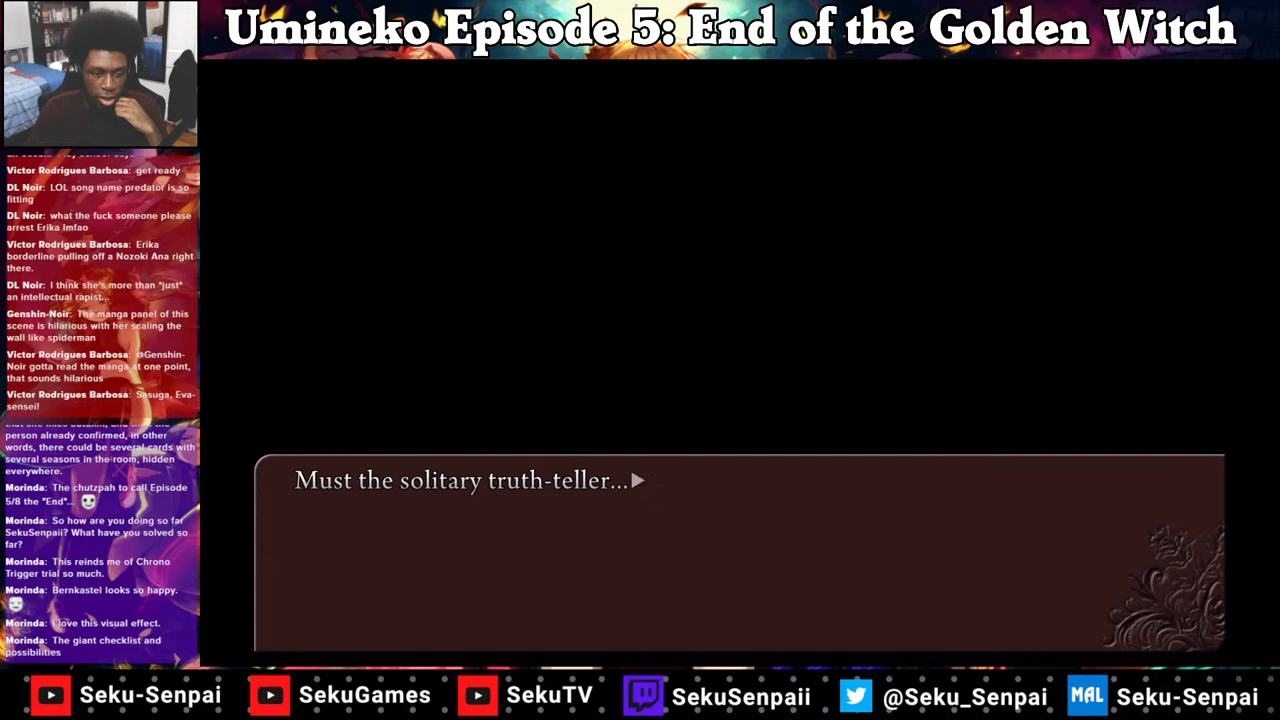 Umineko Episode 5: End of the Golden Witch
Victor Rodrigues Barbosa: get ready
DL Noir: LOL song name predator is so
fitting
DL Noir: what the fuck someone please
arrest Erika lmfao
Victor Rodrigues Barbosa: Erika
borderline pulling off a Nozoki Ana right
there.
DL Noir: I think she's more than *just*
an intellectual rapist...
Genshin-Noir: The manga panel of this
scene is hilarious with her scaling the
wall like spiderman
Victor Rodrigues Barbosa: @Genshin-
Noir gotta read the manga at one point,
that sounds hilarious
Victor Rodrigues Barbosa: Sasuga, Eva-
sensei!
person already confirmed, in other
words, there could be several cards with
several seasons in the room, hidden
everywhere.
Morinda: The chutzpah to call Episode
5/8 the "End"...
Morinda: So how are you doing so far
SekuSenpaii? What have you solved so
far?
Morinda: This reinds me of Chrono
Trigger trial so much.
Morinda: Bernkastel looks so happy.
Morinda: I love this visual effect.
Morinda: The giant checklist and
possibilities
Must the solitary truth-teller...
Seku-Senpai
SekuGames
SekuTV
SekuSenpaii
@Seku_Senpai
MAL
Seku-Senpai